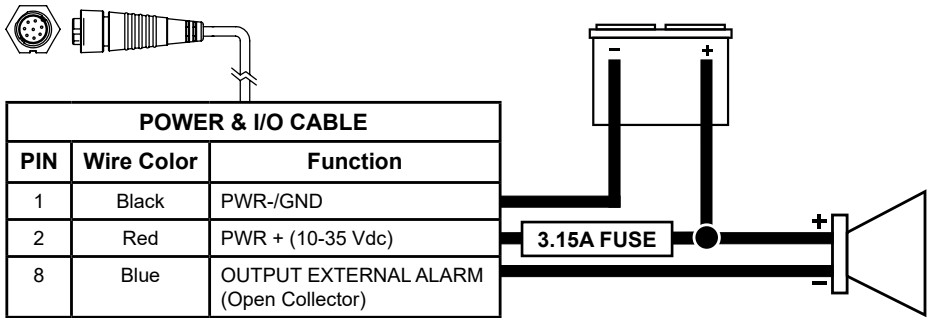 - +
POWER & I/O CABLE
PIN Wire Color Function
1 Black PWR-/GND
2 Red PWR + (10-35 Vdc)
3.15A FUSE
+
8 Blue OUTPUT EXTERNAL ALARM
(Open Collector)
-